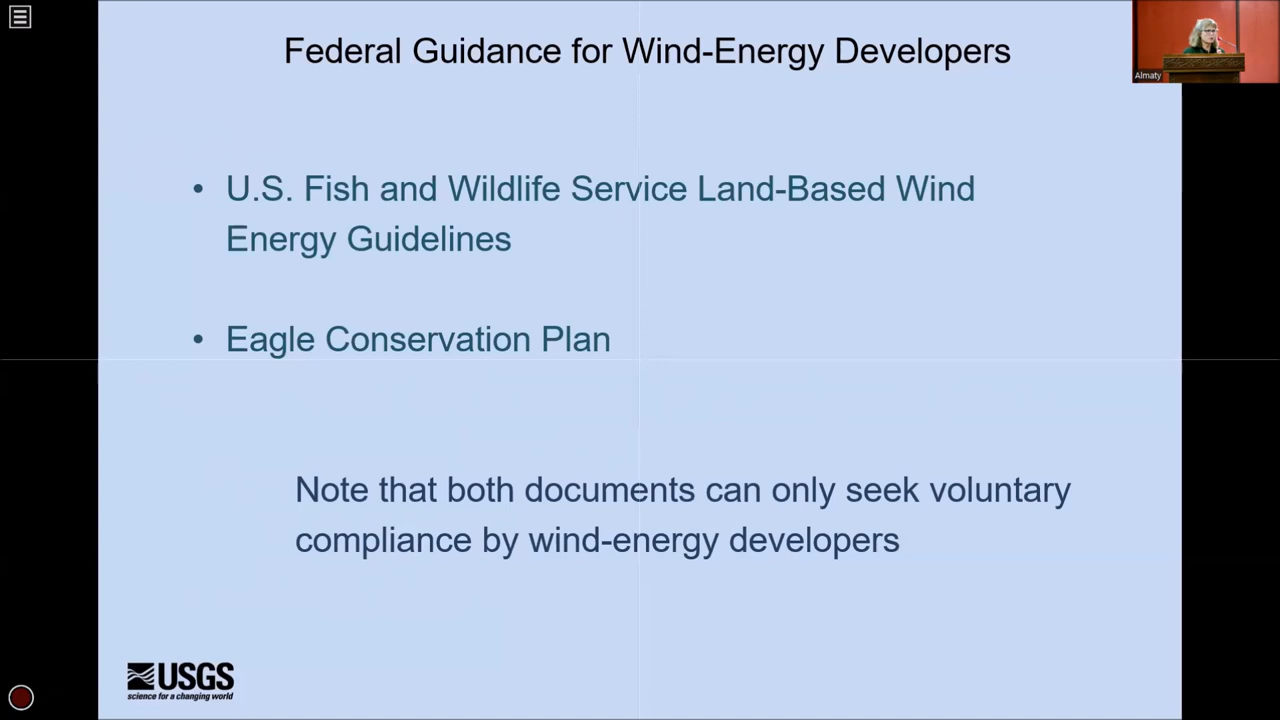 Federal Guidance for Wind-Energy Developers
Almaty
• U.S. Fish and Wildlife Service Land-Based Wind
Energy Guidelines
• Eagle Conservation Plan
Note that both documents can only seek voluntary
compliance by wind-energy developers
USGS
science for a changing world